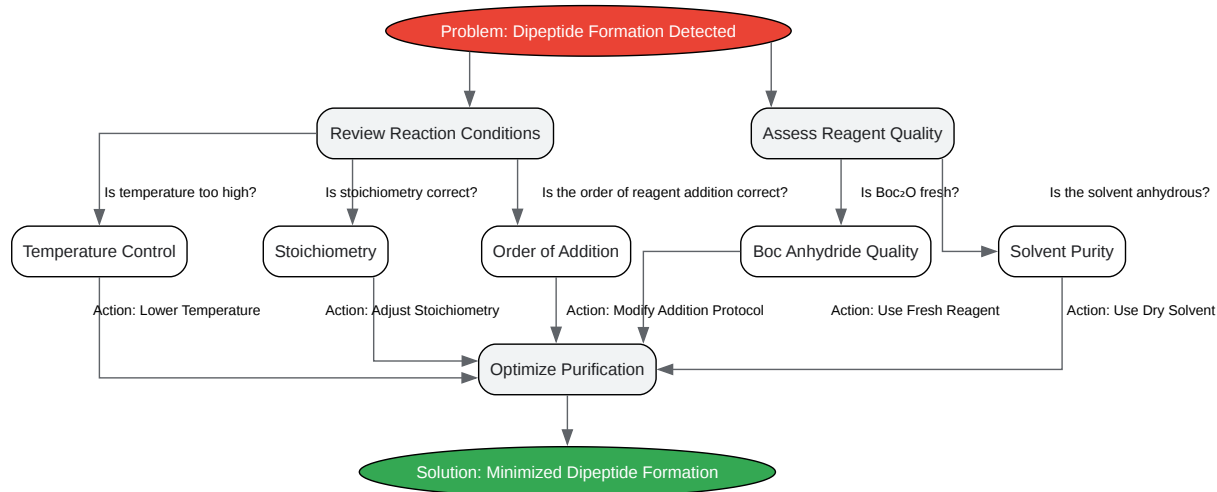 Problem: Dipeptide Formation Detected
Review Reaction Conditions
Assess Reagent Quality
Is temperature too high?
Is stoichiometry correct?
Is the order of reagent addition correct?
Is Boc₂O fresh?
Is the solvent anhydrous?
Temperature Control
Stoichiometry
Order of Addition
Boc Anhydride Quality
Solvent Purity
Action: Lower Temperature
Action: Adjust Stoichiometry
Action: Modify Addition Protocol
Action: Use Fresh Reagent
Action: Use Dry Solvent
Optimize Purification
Solution: Minimized Dipeptide Formation